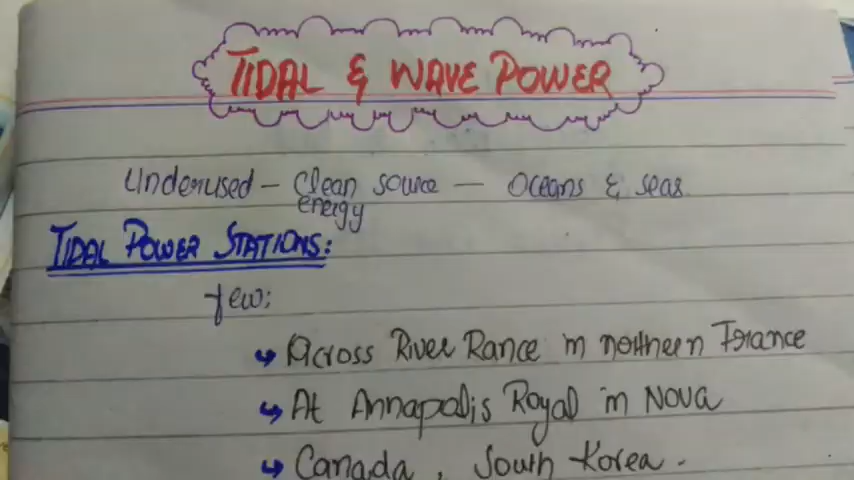 TIDAL & WAVE POWER
Underused – Clean source – Oceans & seas.
energy
TIDAL POWER STATIONS:
few:
↳ Across River Rance in northern France
↳ At Annapolis Royal in Nova
↳ Canada, South Korea.